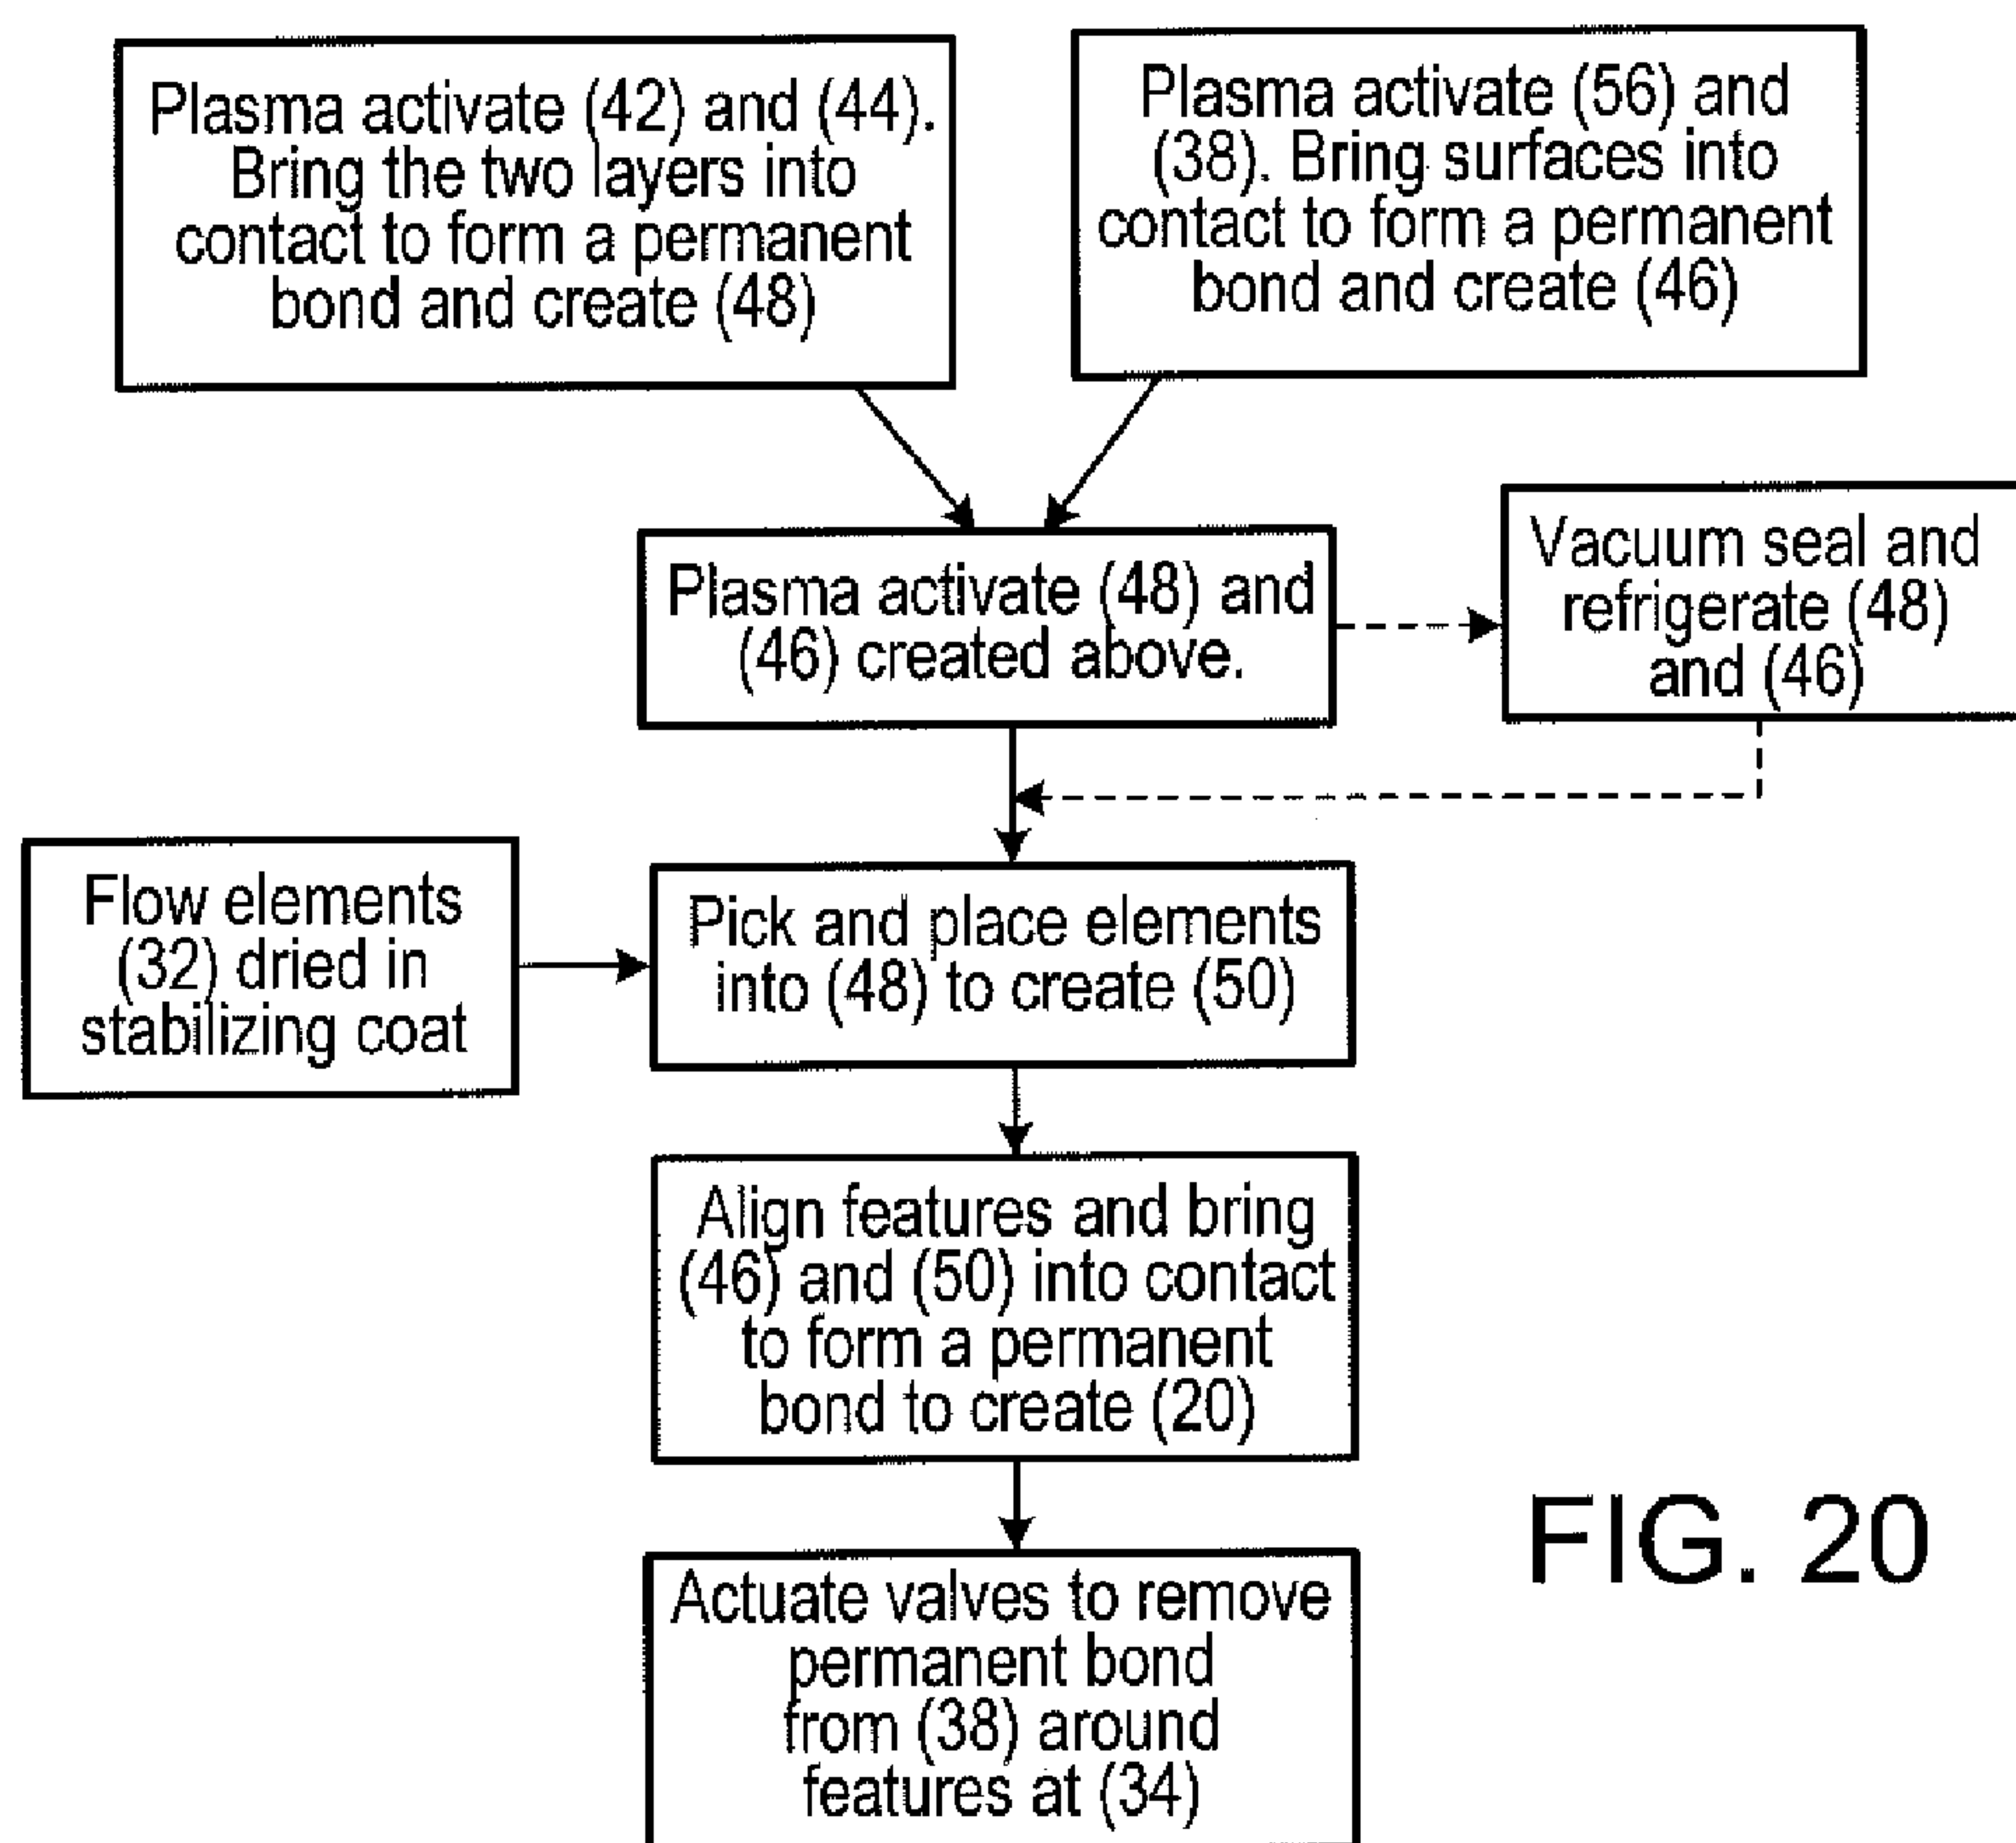 Plasma activate (42) and (44).
Bring the two layers into
contact to form a permanent
bond and create (48)
Plasma activate (56) and
(38). Bring surfaces into
contact to form a permanent
bond and create (46)
Plasma activate (48) and
(46) created above.
Vacuum seal and
refrigerate (48)
and (46)
Flow elements
(32) dried in
stabilizing coat
Pick and place elements
into (48) to create (50)
Align features and bring
(46) and (50) into contact
to form a permanent
bond to create (20)
Actuate valves to remove
permanent bond
from (38) around
features at (34)
FIG. 20